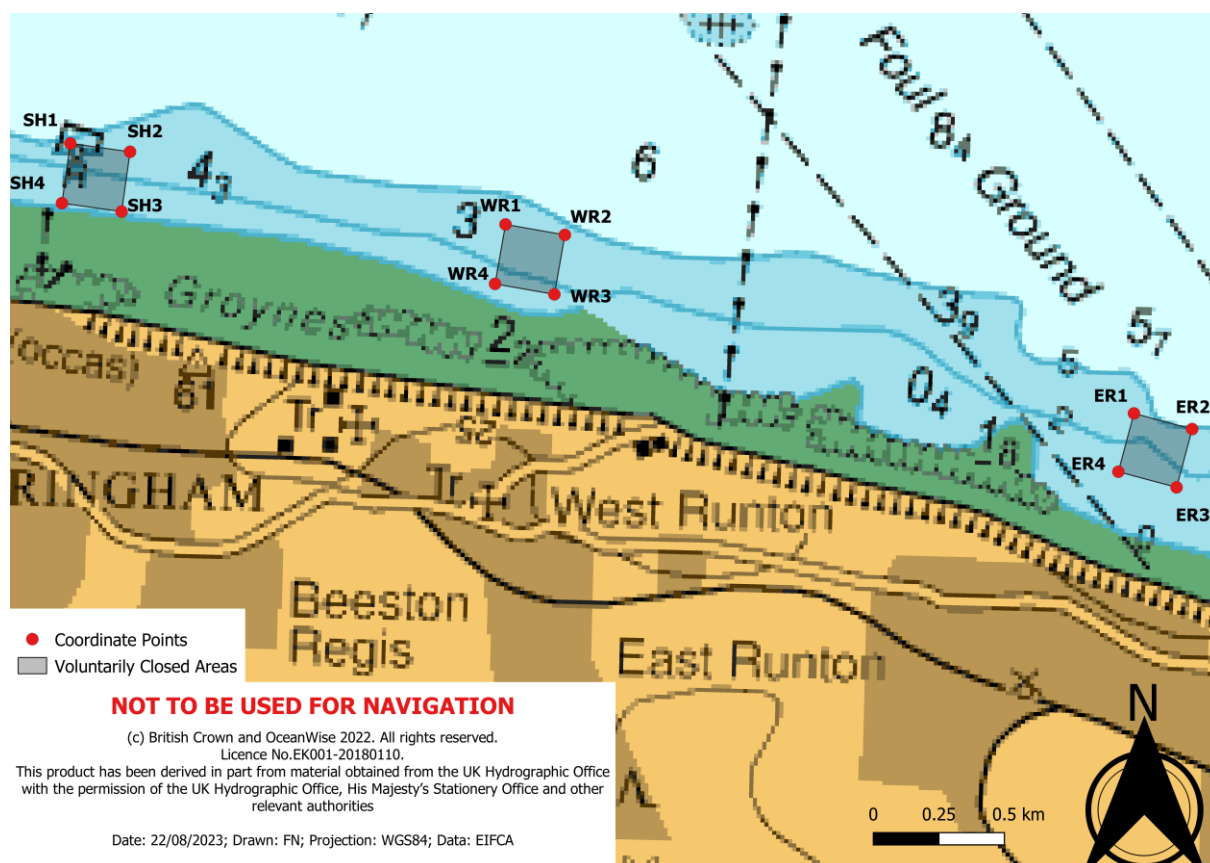 Foul 8₄ Ground
SH1
SH2
4₃
6
SH4
SH3
3
WR1
WR2
WR4
WR3
Groynes
3₉
5₁
2₂
5
(occas)
61
0₄
2
ER1
ER2
1₈
Tr
25
ER4
ER3
RINGHAM
Tr
West Runton
Beeston
Regis
East Runton
Coordinate Points
Voluntarily Closed Areas
NOT TO BE USED FOR NAVIGATION
(c) British Crown and OceanWise 2022. All rights reserved.
Licence No.EK001-20180110.
This product has been derived in part from material obtained from the UK Hydrographic Office
with the permission of the UK Hydrographic Office, His Majesty's Stationery Office and other
relevant authorities
Date: 22/08/2023; Drawn: FN; Projection: WGS84; Data: EIFCA
N
0 0.25 0.5 km